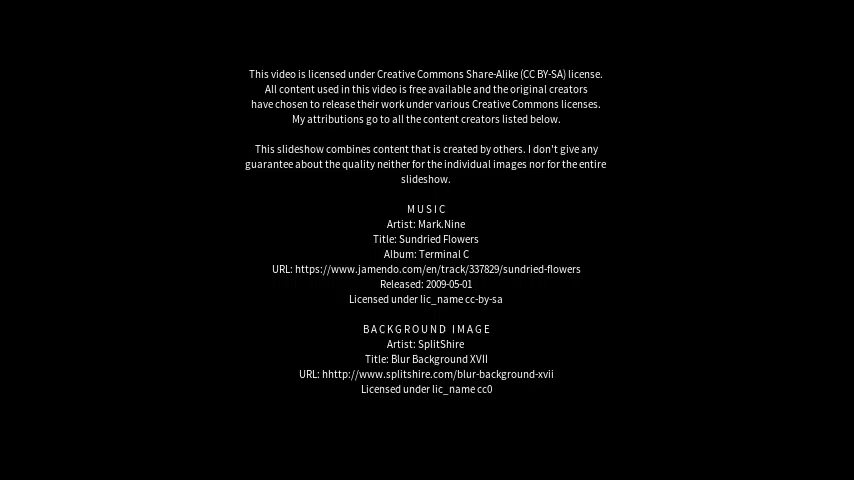 This video is licensed under Creative Commons Share-Alike (CC BY-SA) license.
All content used in this video is free available and the original creators
have chosen to release their work under various Creative Commons licenses.
My attributions go to all the content creators listed below.
This slideshow combines content that is created by others. I don't give any
guarantee about the quality neither for the individual images nor for the entire
slideshow.
M U S I C
Artist: Mark.Nine
Title: Sundried Flowers
Album: Terminal C
URL: https://www.jamendo.com/en/track/337829/sundried-flowers
Released: 2009-05-01
Licensed under lic_name cc-by-sa
B A C K G R O U N D   I M A G E
Artist: SplitShire
Title: Blur Background XVII
URL: hhttp://www.splitshire.com/blur-background-xvii
Licensed under lic_name cc0